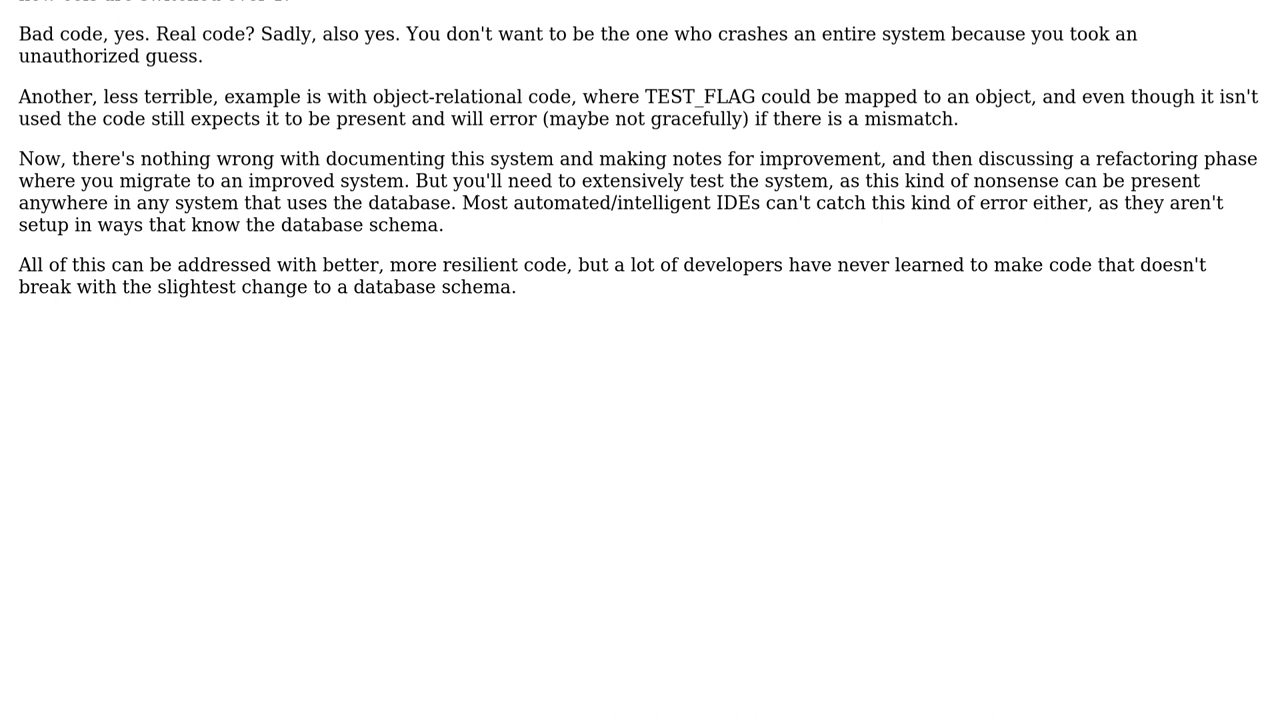 Bad code, yes. Real code? Sadly, also yes. You don't want to be the one who crashes an entire system because you took an
unauthorized guess.
Another, less terrible, example is with object-relational code, where TEST_FLAG could be mapped to an object, and even though it isn't
used the code still expects it to be present and will error (maybe not gracefully) if there is a mismatch.
Now, there's nothing wrong with documenting this system and making notes for improvement, and then discussing a refactoring phase
where you migrate to an improved system. But you'll need to extensively test the system, as this kind of nonsense can be present
anywhere in any system that uses the database. Most automated/intelligent IDEs can't catch this kind of error either, as they aren't
setup in ways that know the database schema.
All of this can be addressed with better, more resilient code, but a lot of developers have never learned to make code that doesn't
break with the slightest change to a database schema.